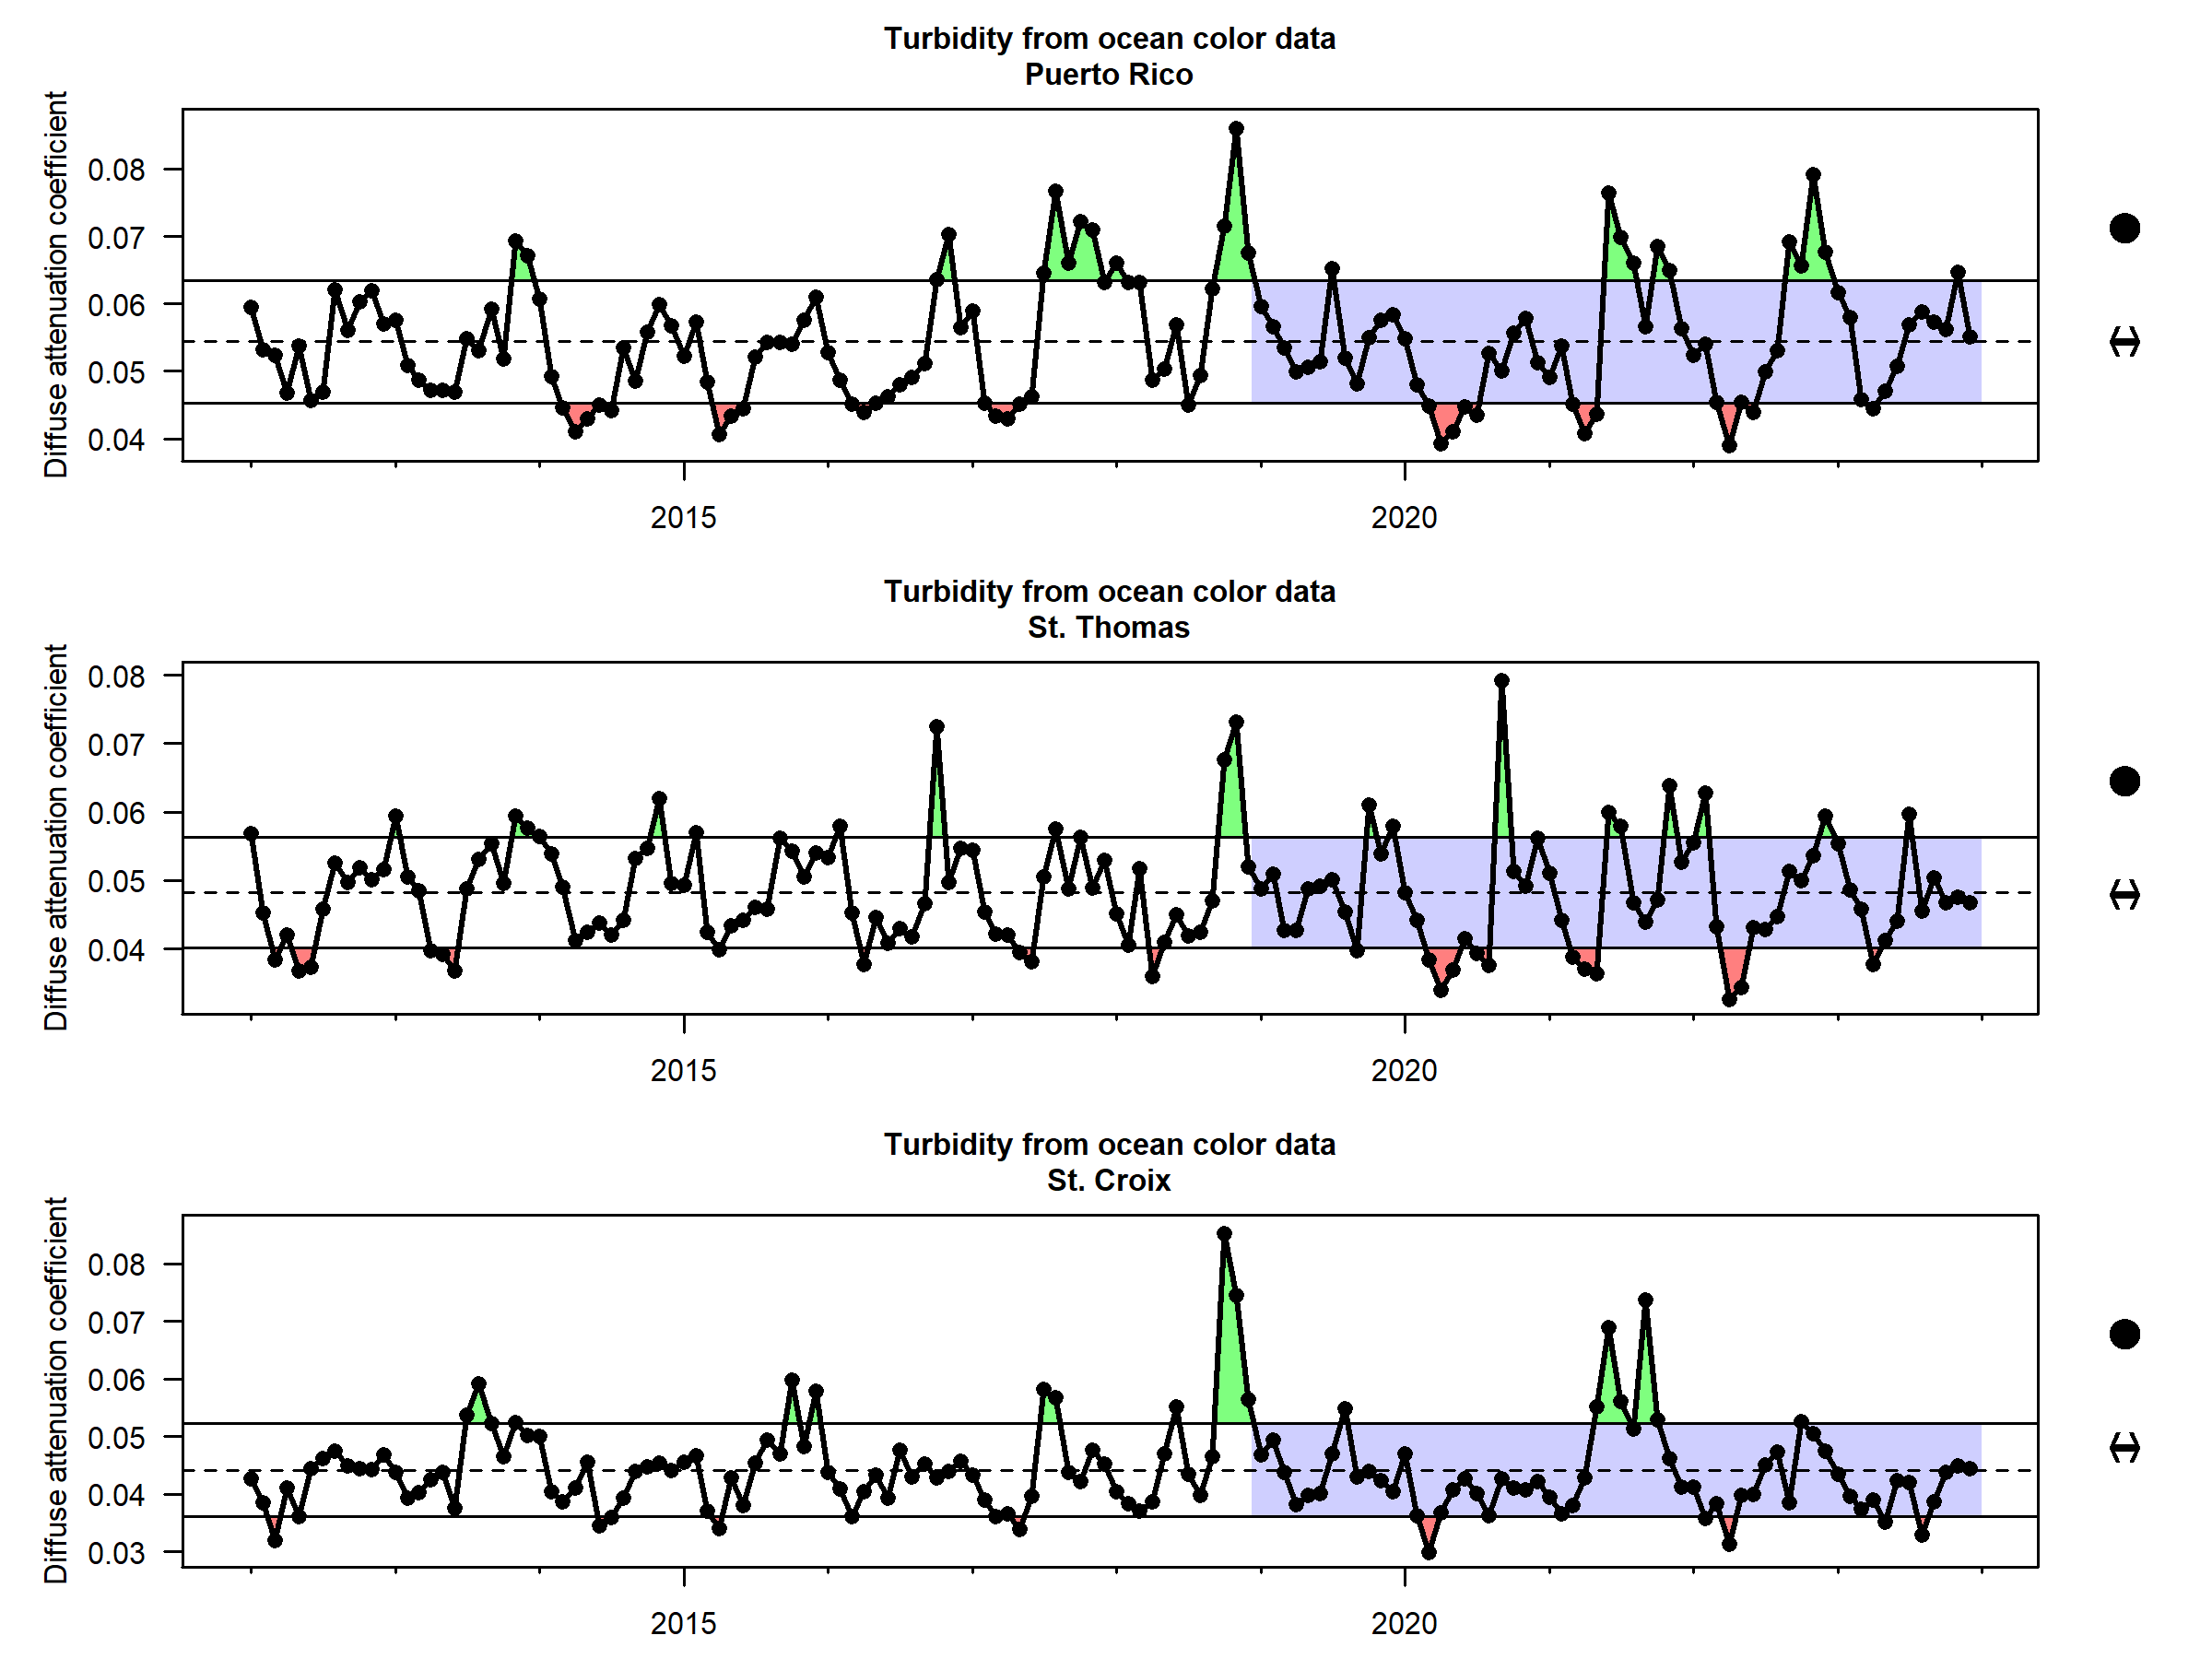 Turbidity from ocean color data
Puerto Rico
Diffuse attenuation coefficient
0.08
0.07
0.06
0.05
0.04
2015
2020
Turbidity from ocean color data
St. Thomas
Diffuse attenuation coefficient
0.08
0.07
0.06
0.05
0.04
2015
2020
Turbidity from ocean color data
St. Croix
Diffuse attenuation coefficient
0.08
0.07
0.06
0.05
0.04
0.03
2015
2020